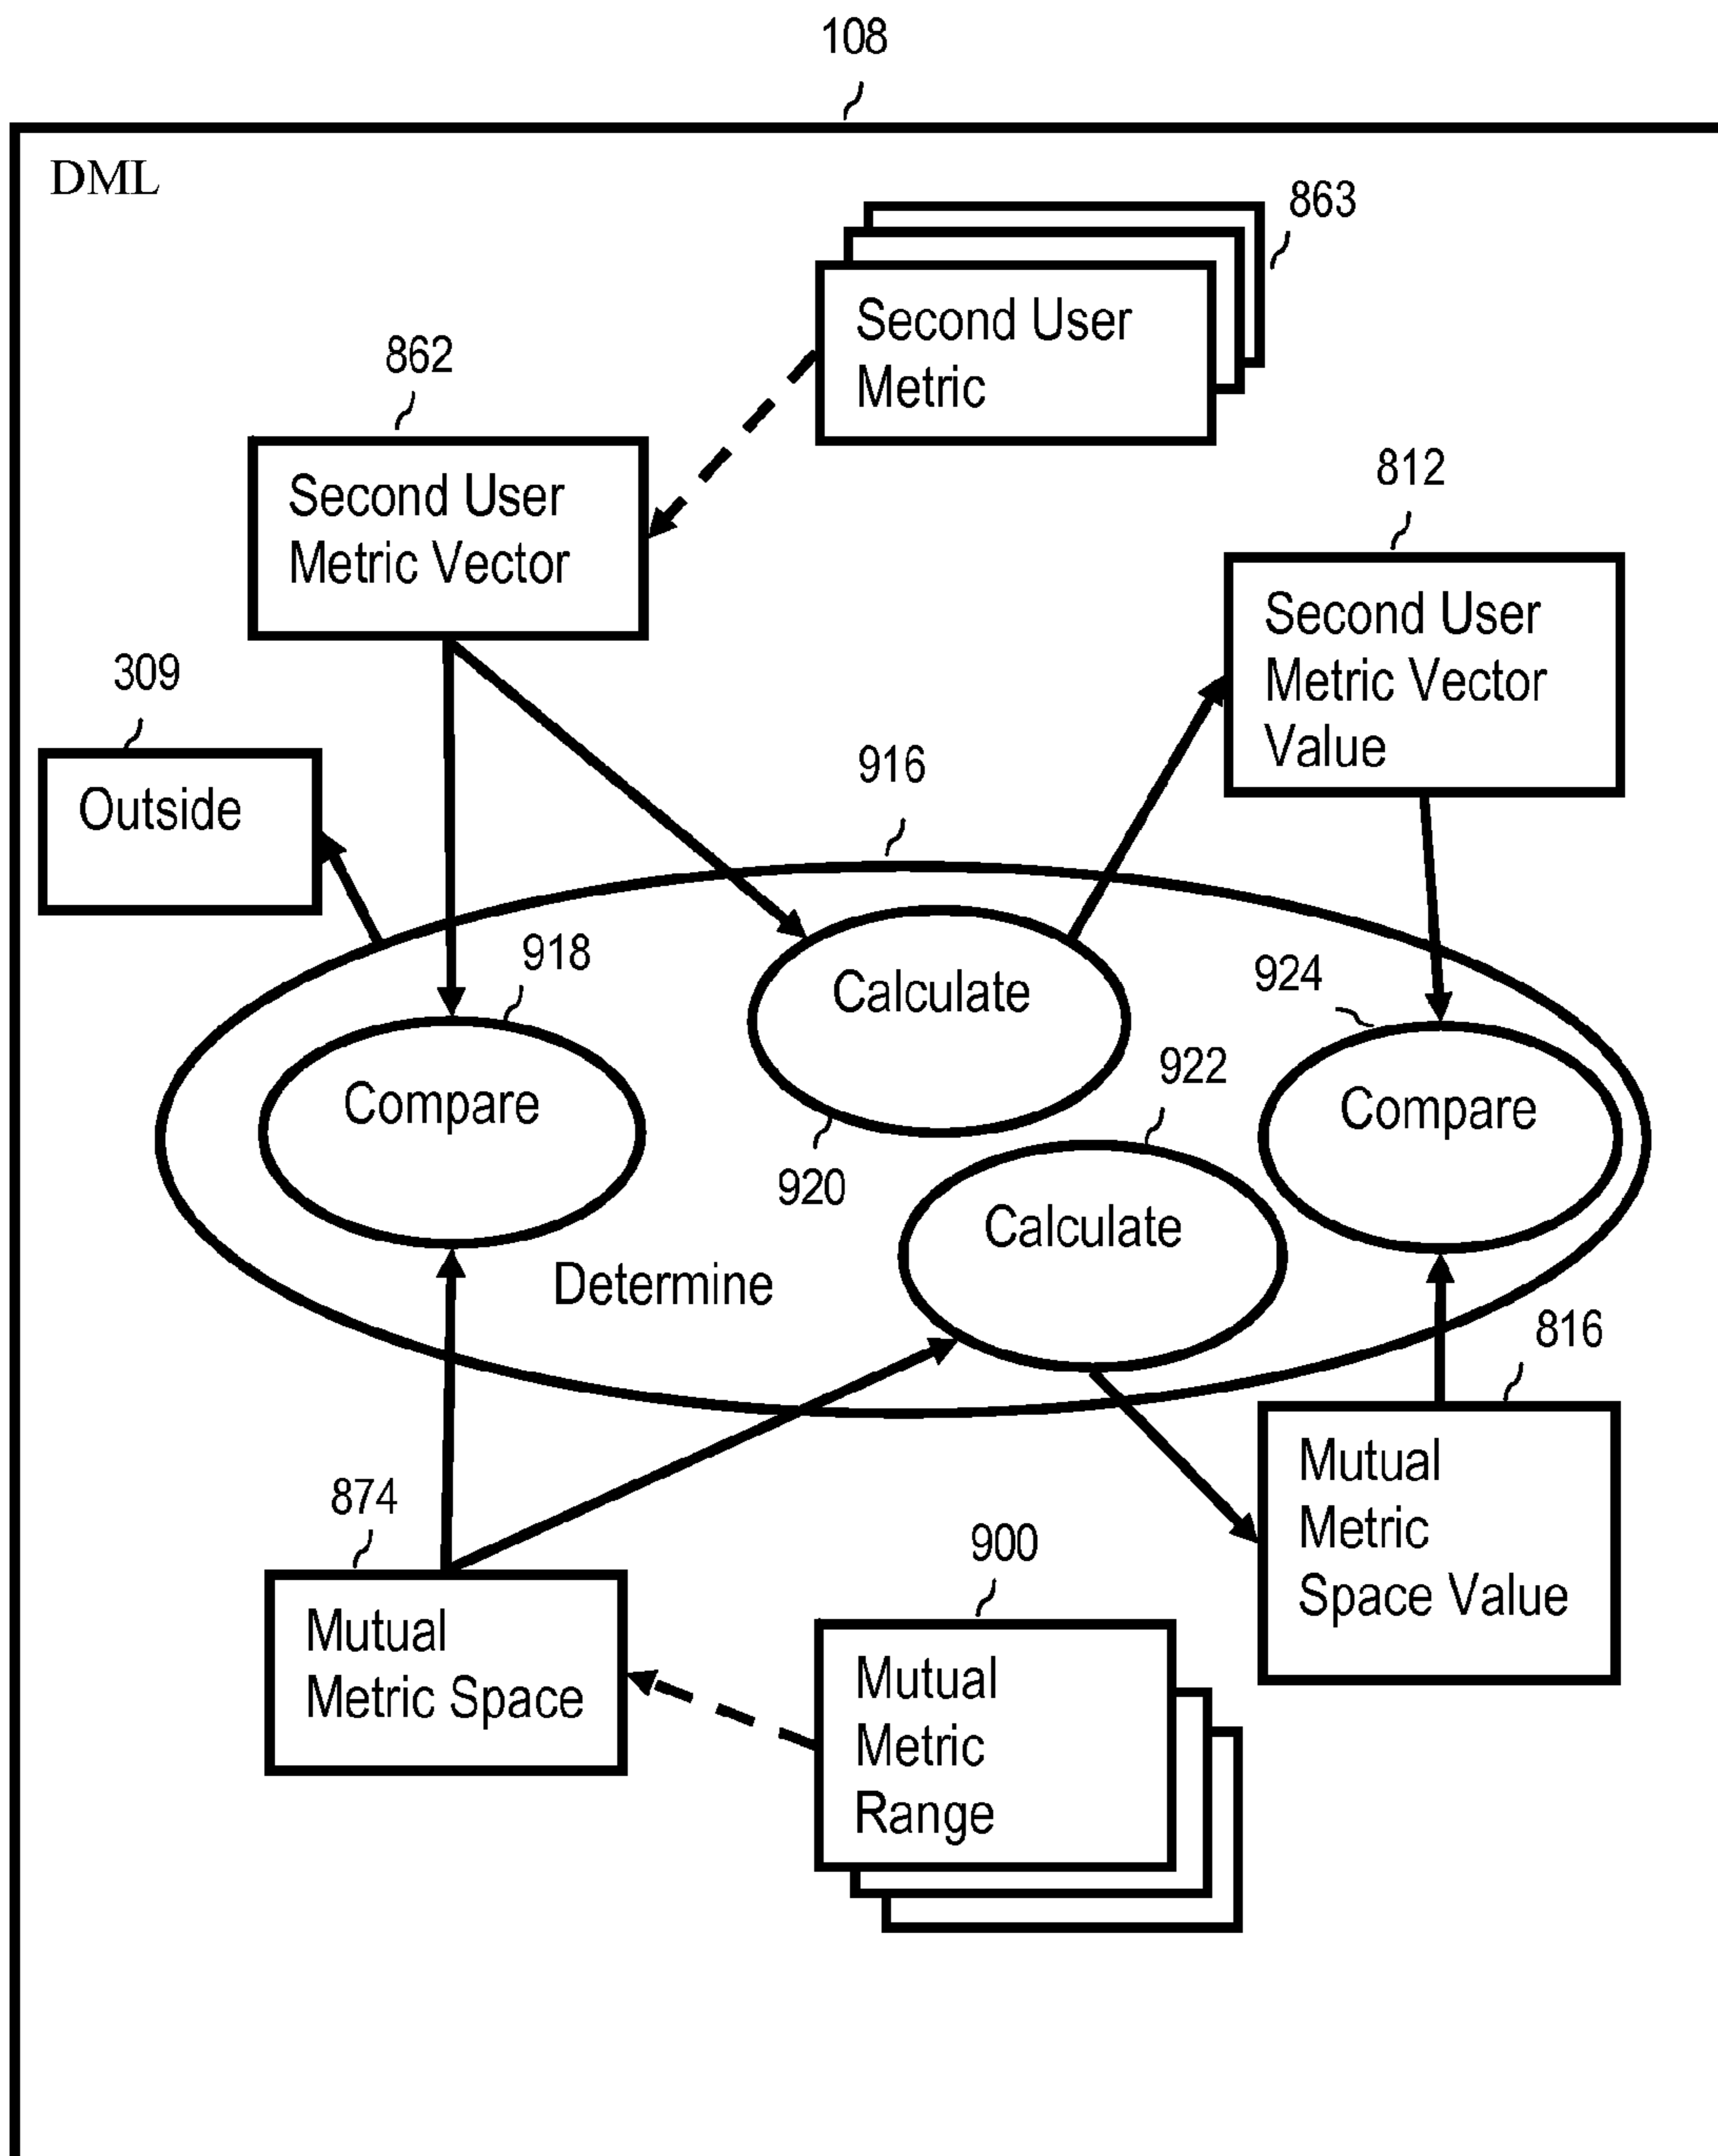 108
DML
863
Second User
Metric
862
Second User
Metric Vector
812
Second User
Metric Vector
Value
309
Outside
916
Calculate
920
918
Compare
924
Compare
922
Calculate
Determine
816
Mutual
Metric
Space Value
874
Mutual
Metric Space
900
Mutual
Metric
Range